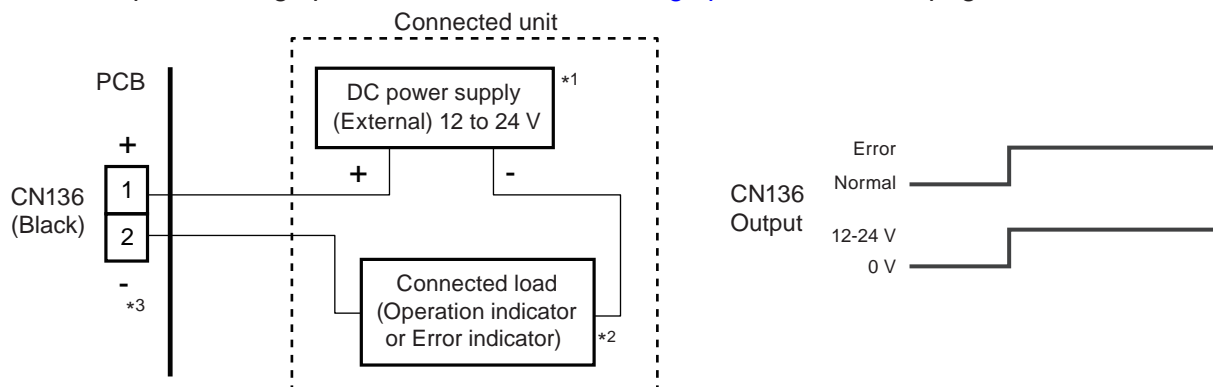 Connected unit
PCB
DC power supply
(External) 12 to 24 V
*1
+
+
-
CN136
(Black)
1
2
-
*3
Connected load
(Operation indicator
or Error indicator)
*2
Error
Normal
CN136
Output
12-24 V
0 V